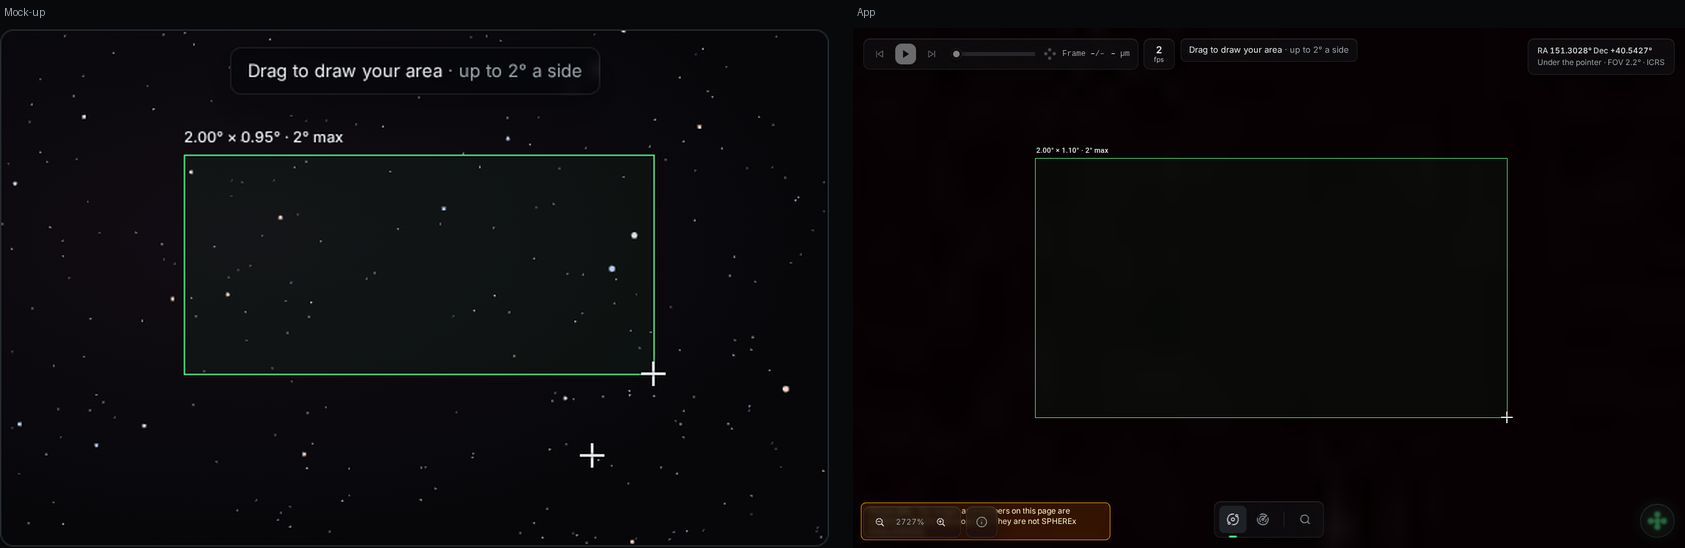 Mock-up
Drag to draw your area · up to 2° a side
2.00° × 0.95° · 2° max
App
Frame –/– – µm
2
fps
Drag to draw your area · up to 2° a side
RA 151.3028° Dec +40.5427°
Under the pointer · FOV 2.2° · ICRS
2.00° × 1.10° · 2° max
ers on this page are
they are not SPHEREx
2727%